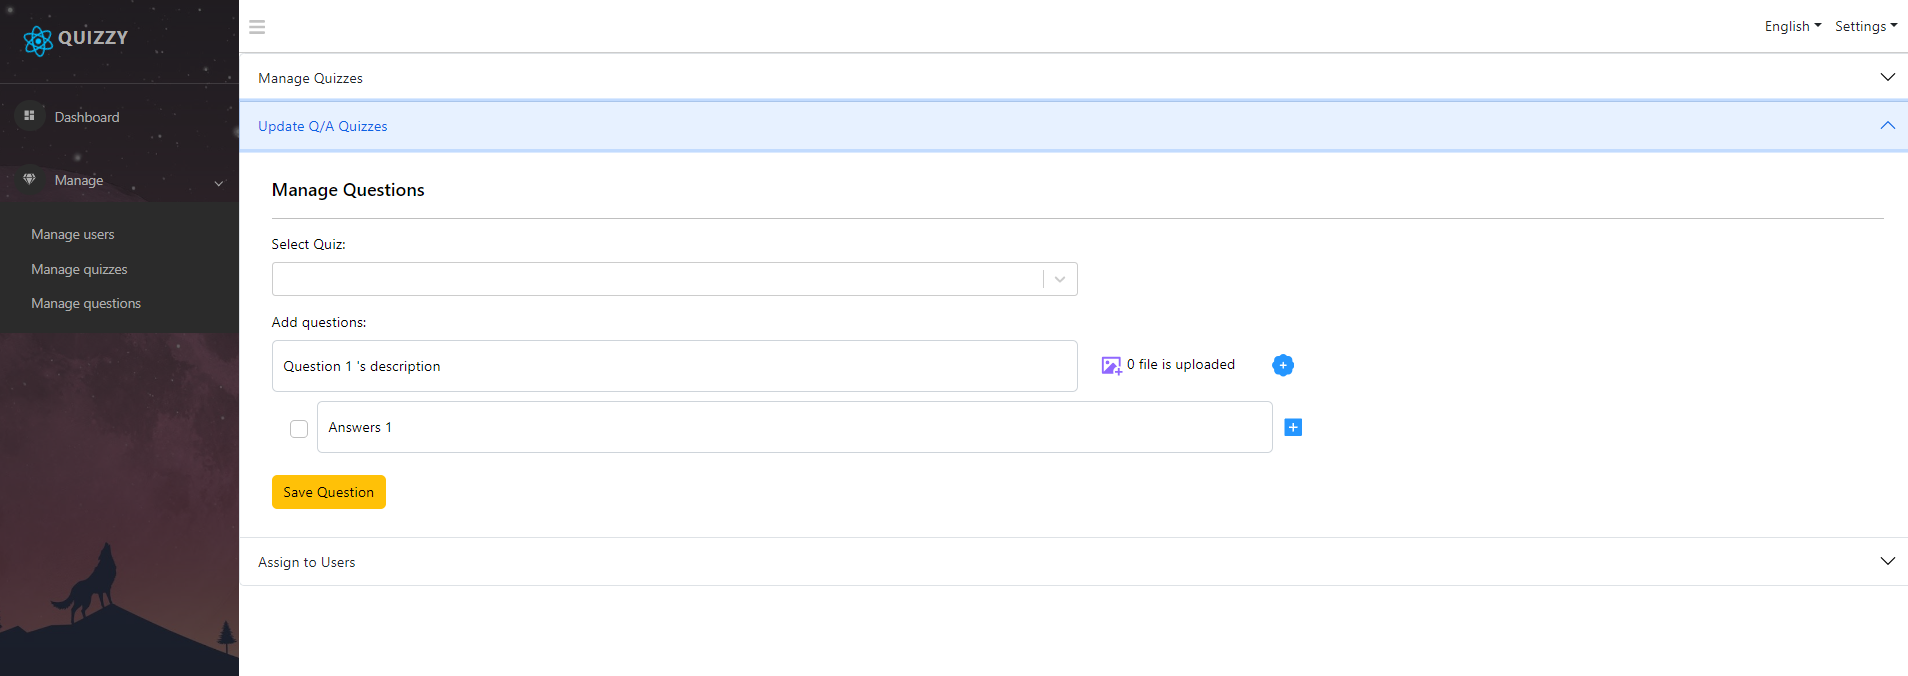 QUIZZY
English
Settings
Dashboard
Manage
Manage users
Manage quizzes
Manage questions
Manage Quizzes
Update Q/A Quizzes
Manage Questions
Select Quiz:
Add questions:
Question 1 's description
0 file is uploaded
Answers 1
Save Question
Assign to Users